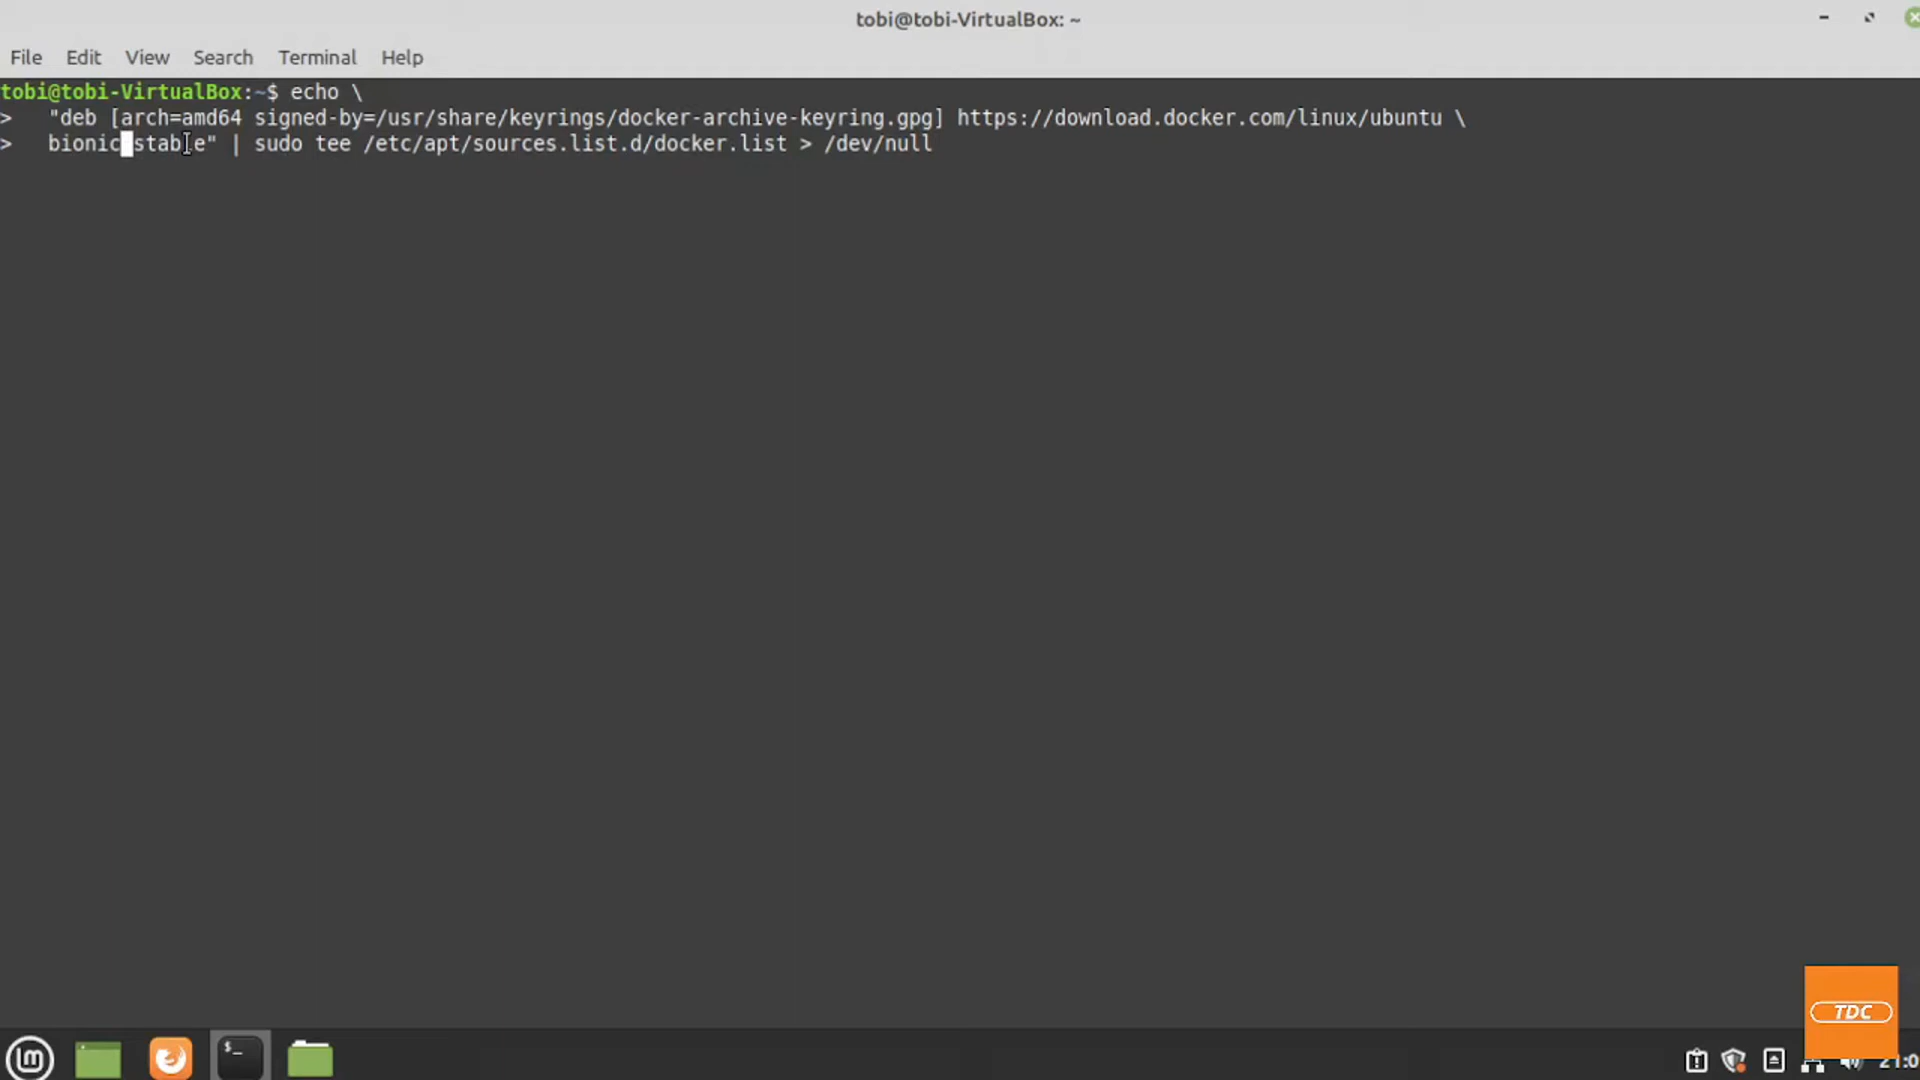 tobi@tobi-VirtualBox: ~
File Edit View Search Terminal Help
tobi@tobi-VirtualBox:~$ echo \
> "deb [arch=amd64 signed-by=/usr/share/keyrings/docker-archive-keyring.gpg] https://download.docker.com/linux/ubuntu \
> bionic stable" | sudo tee /etc/apt/sources.list.d/docker.list > /dev/null
TDC
$_